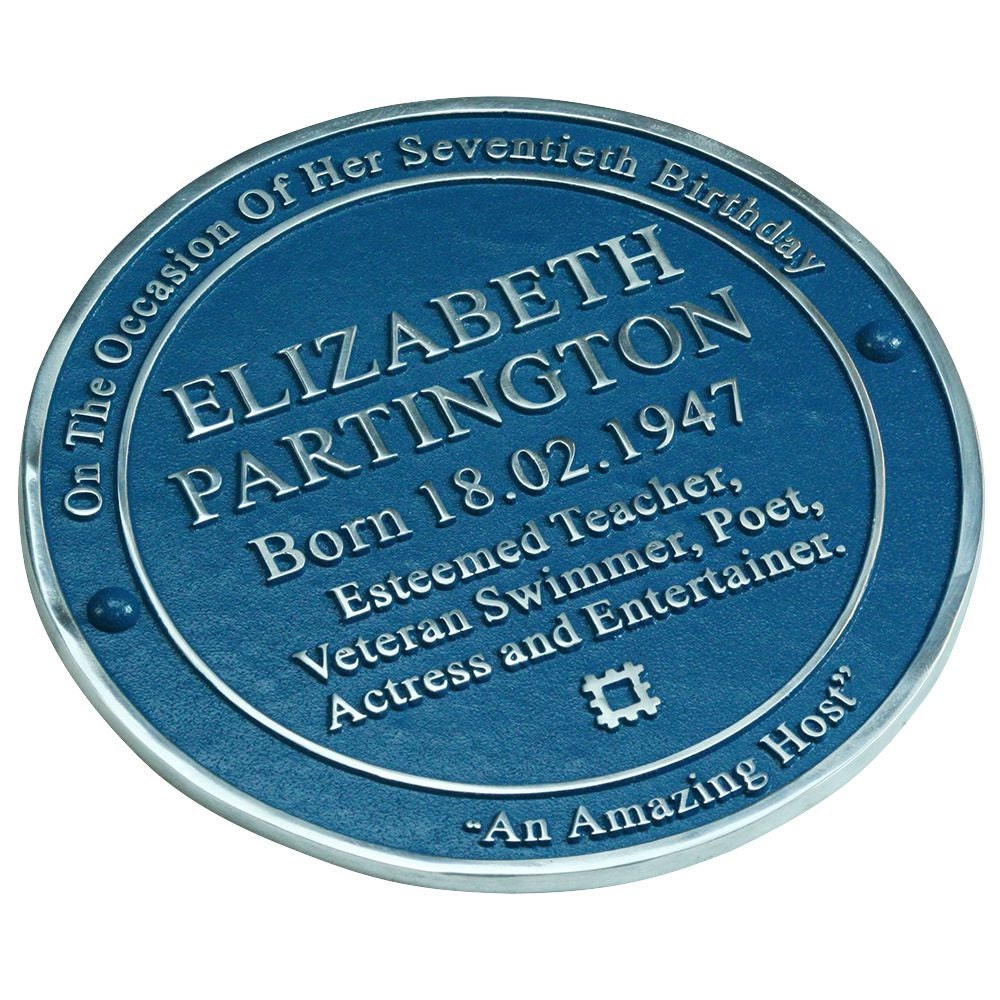 On The Occasion Of Her Seventieth Birthday
ELIZABETH
PARTINGTON
Born 18.02.1947
Esteemed Teacher,
Veteran Swimmer, Poet,
Actress and Entertainer.
“An Amazing Host”